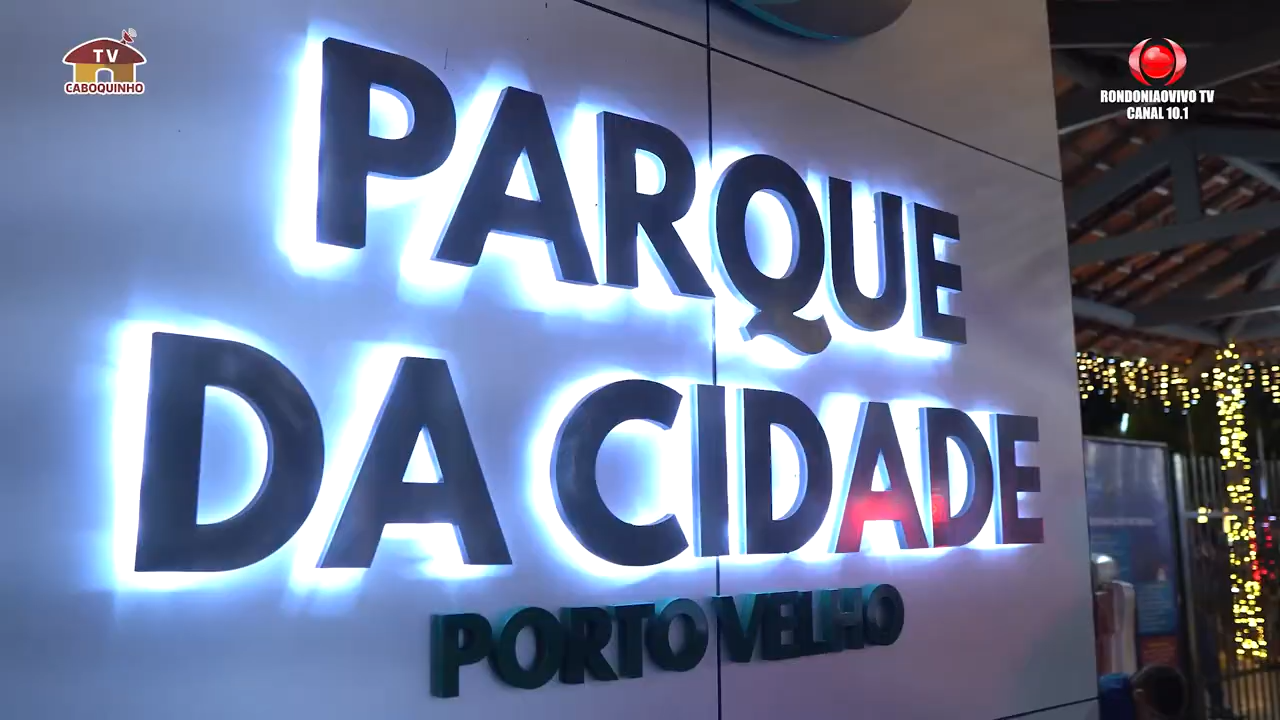 TV
CABOQUINHO
RONDONIAOVIVO TV
CANAL 10.1
PARQUE
DA CIDADE
PORTO VELHO